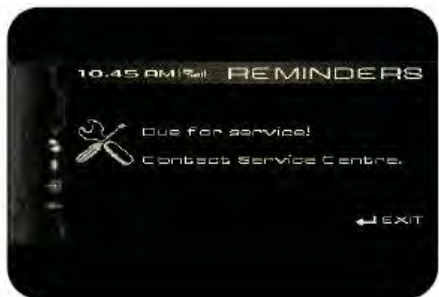 10.45 AM REMINDERS
Due for service!
Contact Service Centre.
EXIT